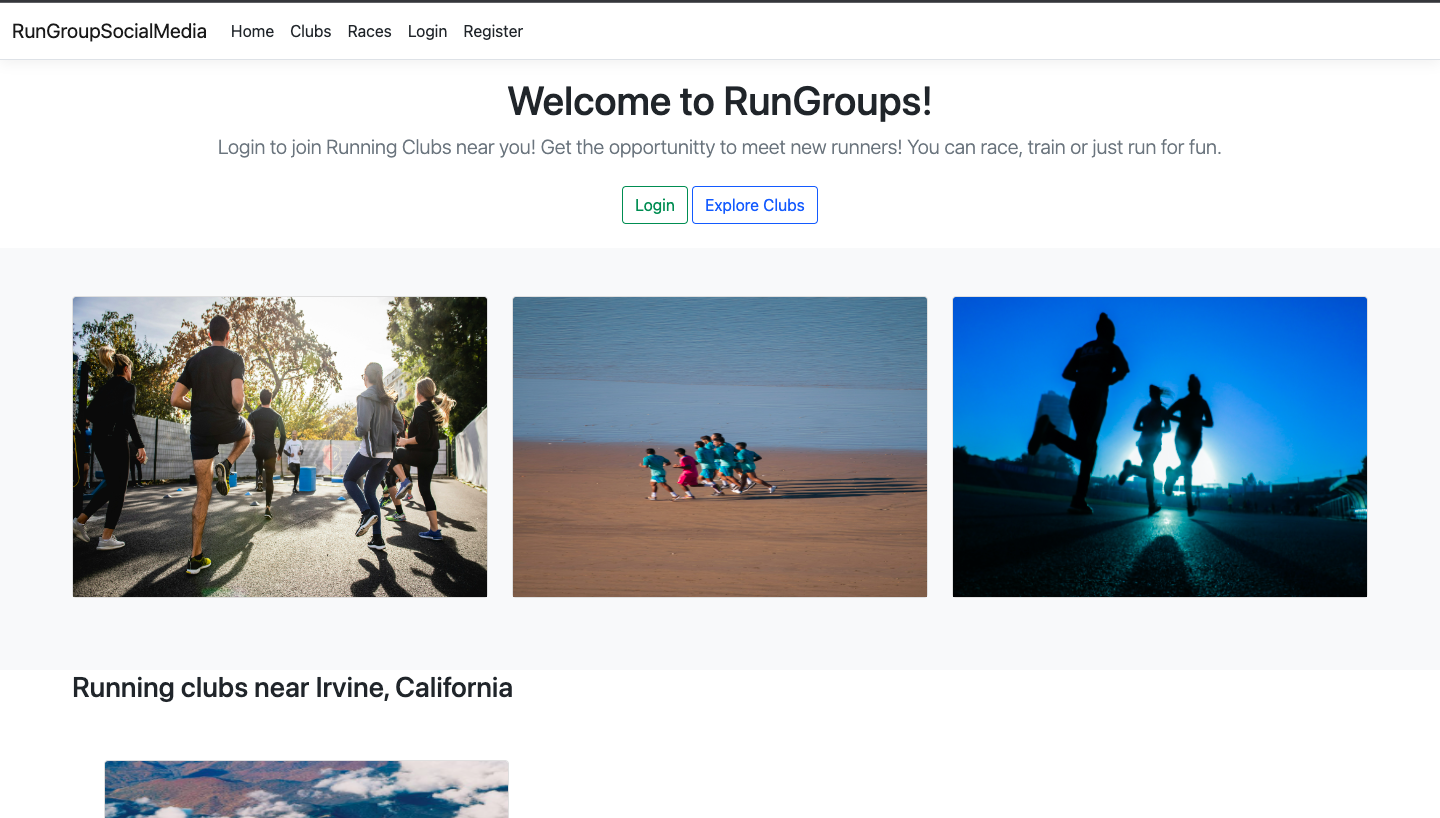 RunGroupSocialMedia Home Clubs Races Login Register
Welcome to RunGroups!
Login to join Running Clubs near you! Get the opportunitty to meet new runners! You can race, train or just run for fun.
Login Explore Clubs
Running clubs near Irvine, California